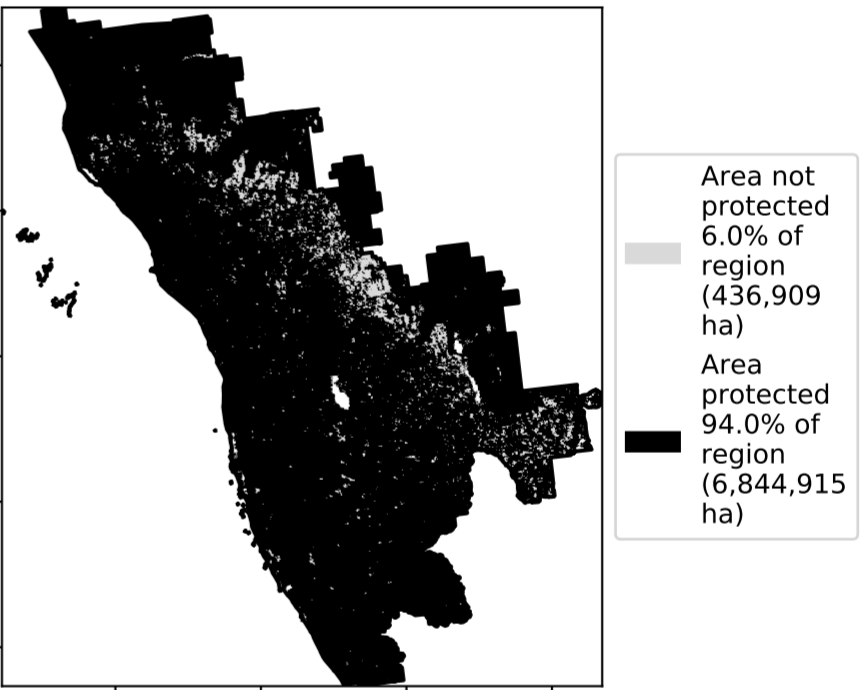 Area not
protected
6.0% of
region
(436,909
ha)
Area
protected
94.0% of
region
(6,844,915
ha)